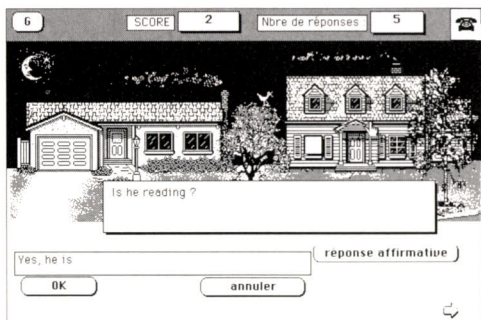 G SCORE 2 Nbre de réponses 5
Is he reading ?
Yes, he is
réponse affirmative
OK annuler